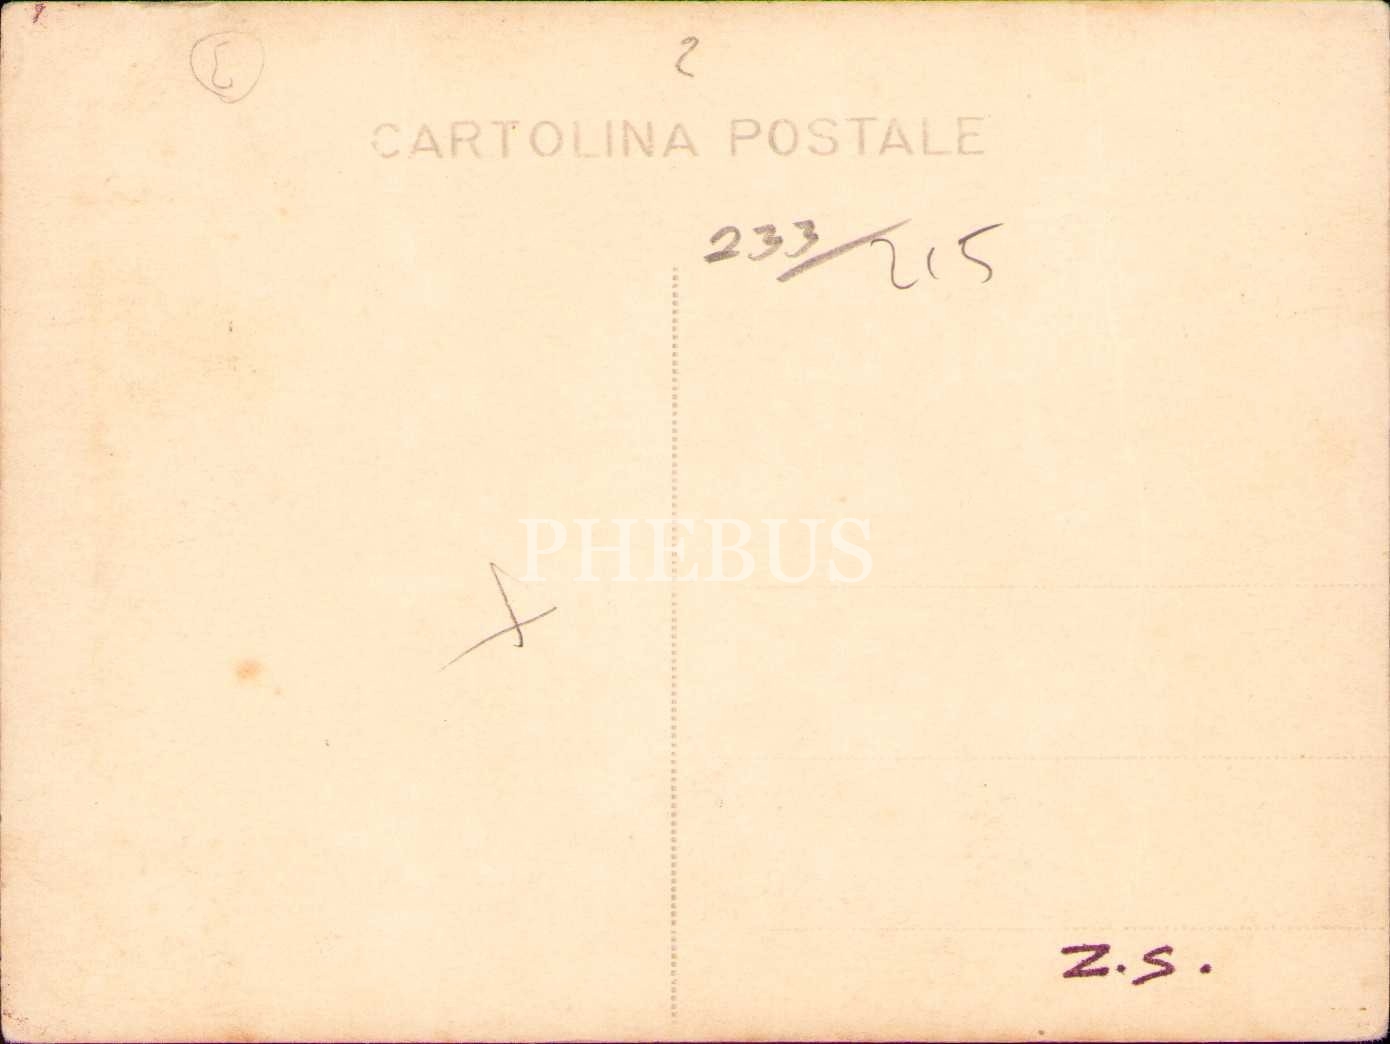 2
CARTOLINA POSTALE
233/215
PHEBUS
Z.S.